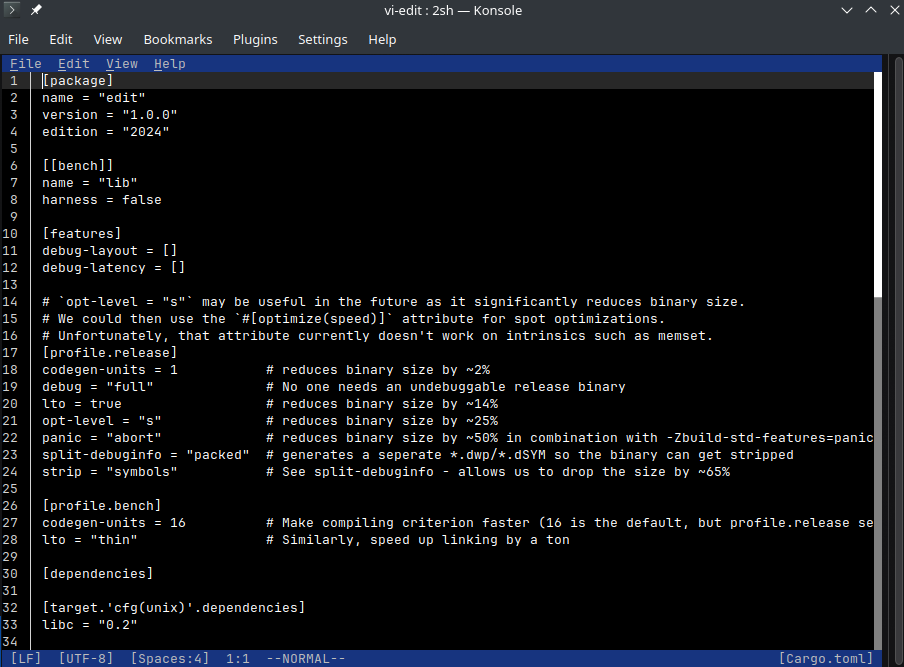 vi-edit : 2sh — Konsole
File Edit View Bookmarks Plugins Settings Help
File Edit View Help
1 [package]
2 name = "edit"
3 version = "1.0.0"
4 edition = "2024"
5
6 [[bench]]
7 name = "lib"
8 harness = false
9
10 [features]
11 debug-layout = []
12 debug-latency = []
13
14 # `opt-level = "s"` may be useful in the future as it significantly reduces binary size.
15 # We could then use the `#[optimize(speed)]` attribute for spot optimizations.
16 # Unfortunately, that attribute currently doesn't work on intrinsics such as memset.
17 [profile.release]
18 codegen-units = 1           # reduces binary size by ~2%
19 debug = "full"              # No one needs an undebuggable release binary
20 lto = true                  # reduces binary size by ~14%
21 opt-level = "s"             # reduces binary size by ~25%
22 panic = "abort"             # reduces binary size by ~50% in combination with -Zbuild-std-features=panic
23 split-debuginfo = "packed"  # generates a seperate *.dwp/*.dSYM so the binary can get stripped
24 strip = "symbols"           # See split-debuginfo - allows us to drop the size by ~65%
25
26 [profile.bench]
27 codegen-units = 16          # Make compiling criterion faster (16 is the default, but profile.release se
28 lto = "thin"                # Similarly, speed up linking by a ton
29
30 [dependencies]
31
32 [target.'cfg(unix)'.dependencies]
33 libc = "0.2"
34
[LF] [UTF-8] [Spaces:4] 1:1 --NORMAL-- [Cargo.toml]